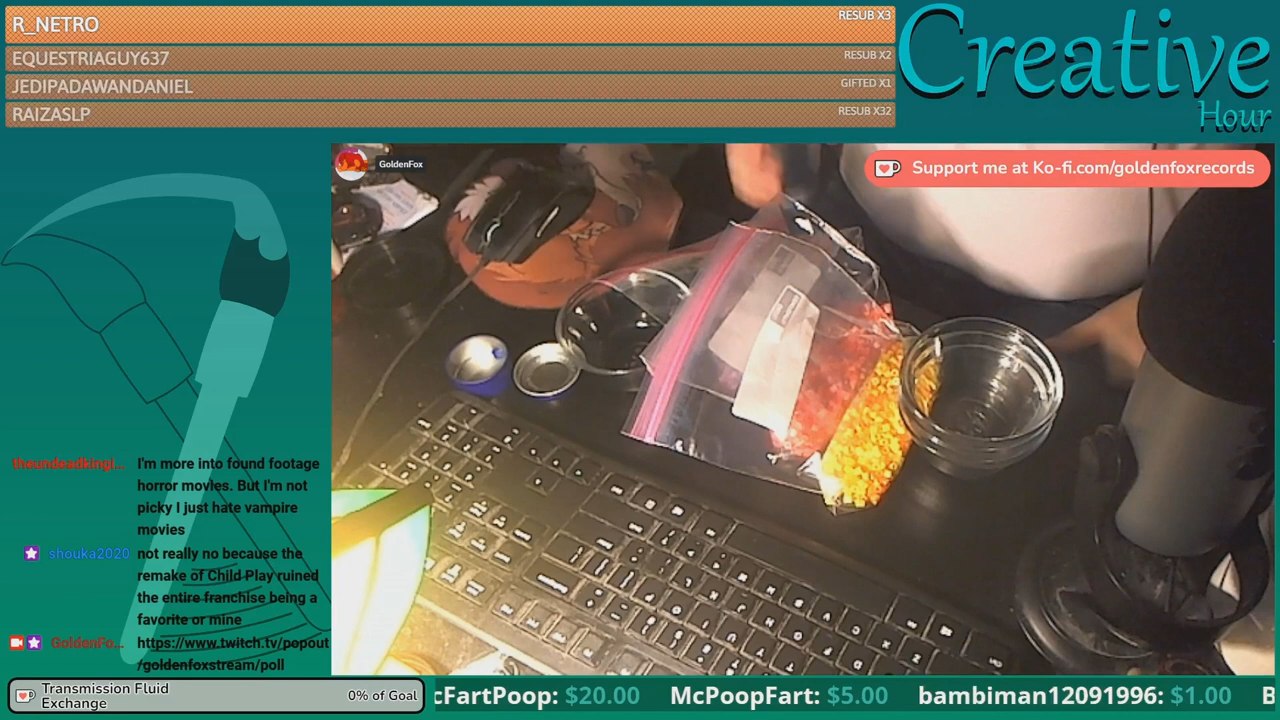 R_NETRO RESUB X3
EQUESTRIAGUY637 RESUB X2
JEDIPADAWANDANIEL GIFTED X1
RAIZASLP RESUB X32
Creative
Hour
GoldenFox
Support me at Ko-fi.com/goldenfoxrecords
theundeadkingi... I'm more into found footage
horror movies. But I'm not
picky I just hate vampire
movies
shouka2020 not really no because the
remake of Child Play ruined
the entire franchise being a
favorite or mine
GoldenFo... https://www.twitch.tv/popout
/goldenfoxstream/poll
Transmission Fluid
Exchange
0% of Goal
cFartPoop: $20.00 McPoopFart: $5.00 bambiman12091996: $1.00 B